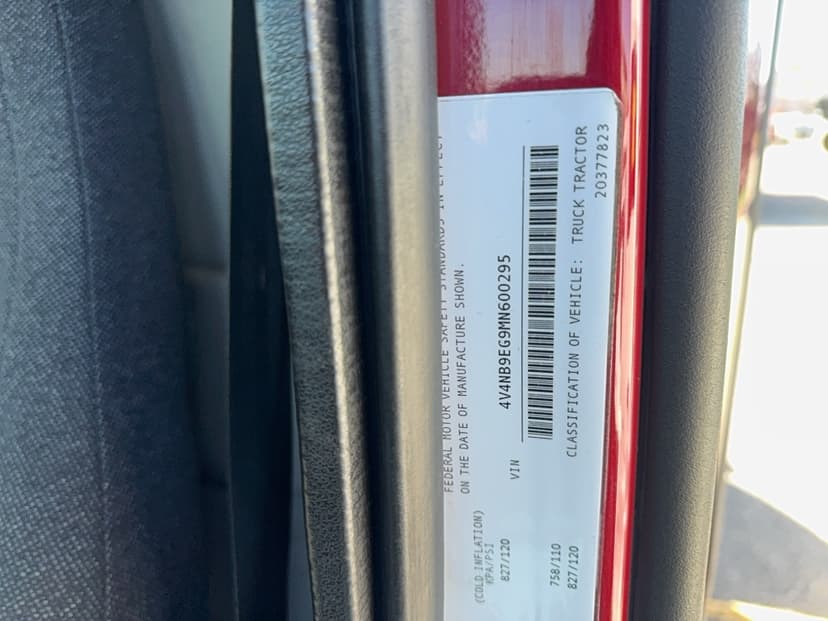 FEDERAL MOTOR VEHICLE SAFETY STANDARDS IN EFFECT
ON THE DATE OF MANUFACTURE SHOWN.
(COLD INFLATION)
KPA/PSI
827/120
VIN 4V4NB9EG9MN600295
758/110
827/120
CLASSIFICATION OF VEHICLE: TRUCK TRACTOR
20377823